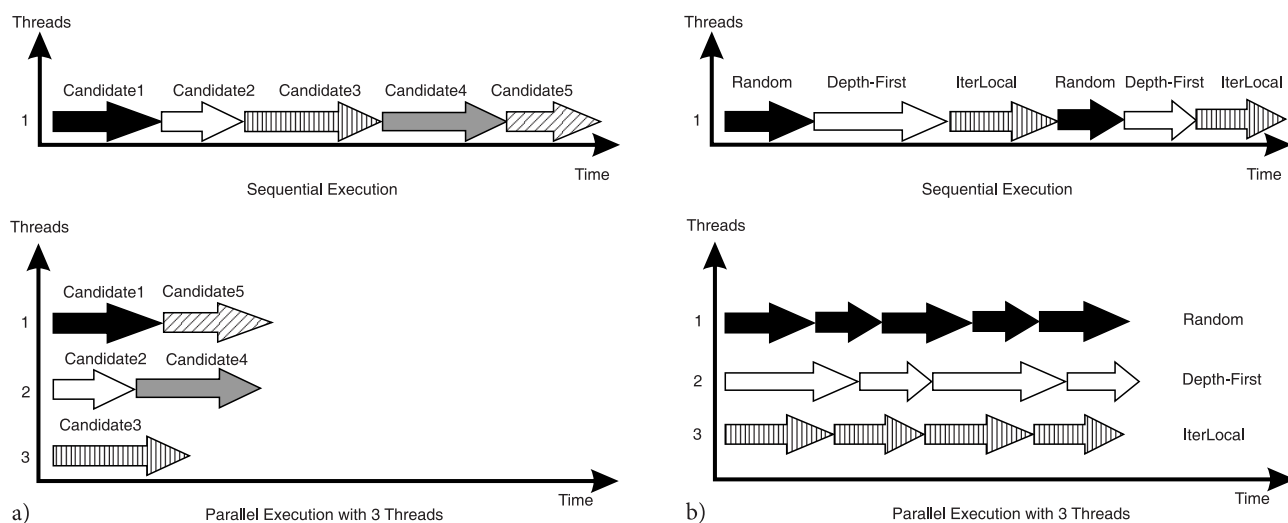 Threads
Candidate1 Candidate2 Candidate3 Candidate4 Candidate5
1
Time
Sequential Execution
Threads
Candidate1 Candidate5
1
Candidate2 Candidate4
2
Candidate3
3
Time
a) Parallel Execution with 3 Threads
Threads
Random Depth-First IterLocal Random Depth-First IterLocal
1
Time
Sequential Execution
Threads
1 Random
2 Depth-First
3 IterLocal
Time
b) Parallel Execution with 3 Threads